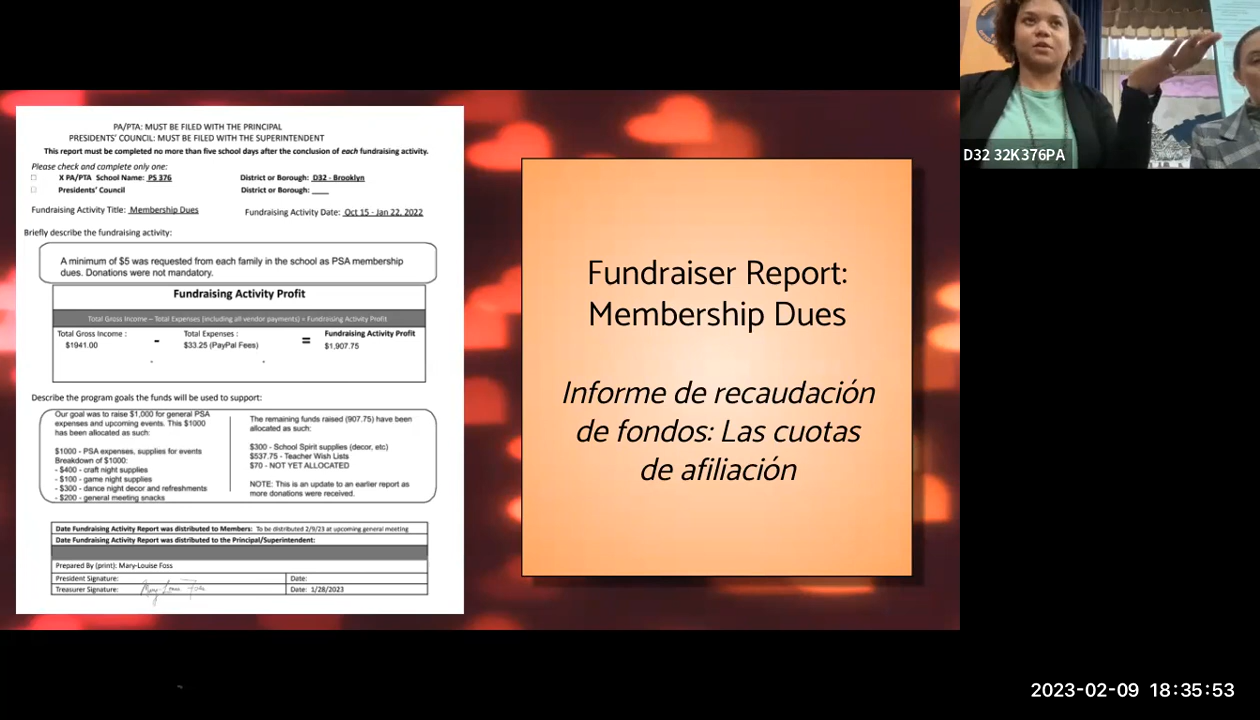 PA/PTA: MUST BE FILED WITH THE PRINCIPAL
PRESIDENTS' COUNCIL: MUST BE FILED WITH THE SUPERINTENDENT
This report must be completed no more than five school days after the conclusion of each fundraising activity.
Please check and complete only one:
X PA/PTA School Name: PS 376 District or Borough: D32 - Brooklyn
Presidents' Council District or Borough: ____
Fundraising Activity Title: Membership Dues Fundraising Activity Date: Oct 15 - Jan 22, 2022
Briefly describe the fundraising activity:
A minimum of $5 was requested from each family in the school as PSA membership
dues. Donations were not mandatory.
Fundraising Activity Profit
Total Gross Income – Total Expenses (including all vendor payments) = Fundraising Activity Profit
Total Gross Income : Total Expenses : Fundraising Activity Profit
$1941.00 - $33.25 (PayPal Fees) = $1,907.75
Describe the program goals the funds will be used to support:
Our goal was to raise $1,000 for general PSA
expenses and upcoming events. This $1000
has been allocated as such:
$1000 - PSA expenses, supplies for events
Breakdown of $1000:
- $400 - craft night supplies
- $100 - game night supplies
- $300 - dance night decor and refreshments
- $200 - general meeting snacks
The remaining funds raised (907.75) have been
allocated as such:
$300 - School Spirit supplies (decor, etc)
$537.75 - Teacher Wish Lists
$70 - NOT YET ALLOCATED
NOTE: This is an update to an earlier report as
more donations were received.
Date Fundraising Activity Report was distributed to Members: To be distributed 2/9/23 at upcoming general meeting
Date Fundraising Activity Report was distributed to the Principal/Superintendent:
Prepared By (print): Mary-Louise Foss
President Signature: Date:
Treasurer Signature: Mary-Louise Foss Date: 1/28/2023
Fundraiser Report:
Membership Dues
Informe de recaudación
de fondos: Las cuotas
de afiliación
D32 32K376PA
2023-02-09 18:35:53